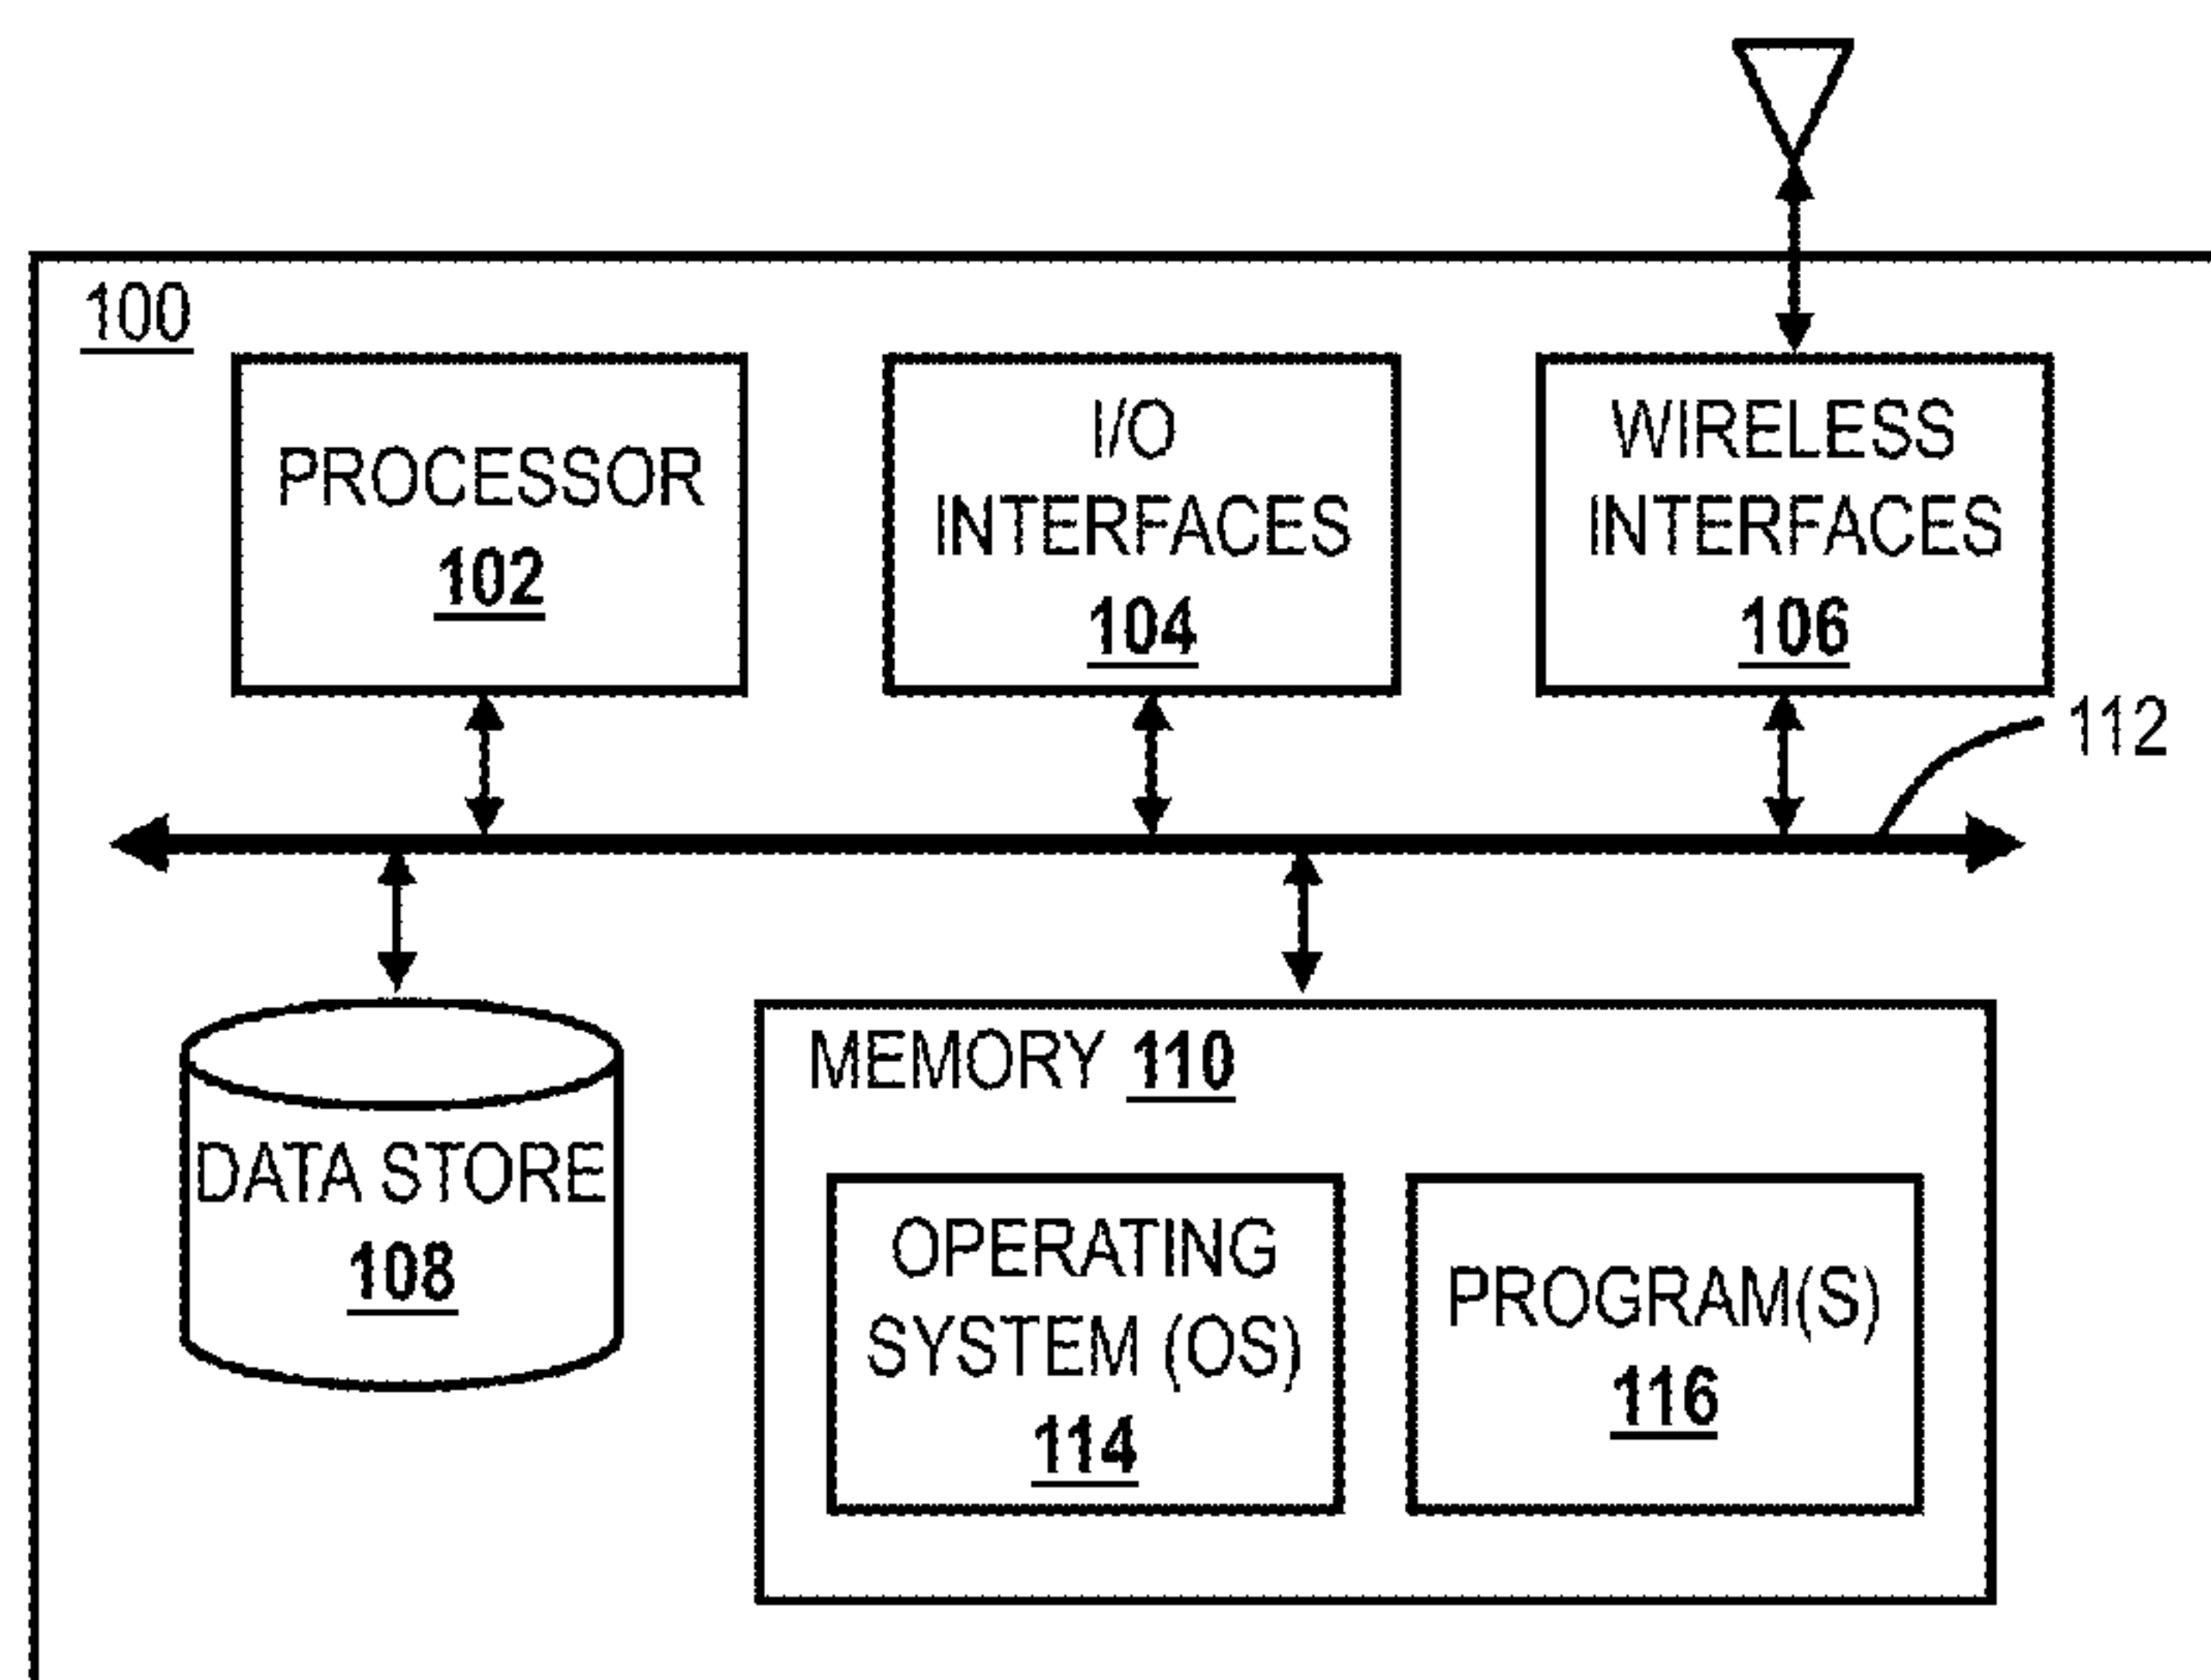 100
PROCESSOR
102
I/O
INTERFACES
104
WIRELESS
INTERFACES
106
112
DATA STORE
108
MEMORY 110
OPERATING
SYSTEM (OS)
114
PROGRAM(S)
116